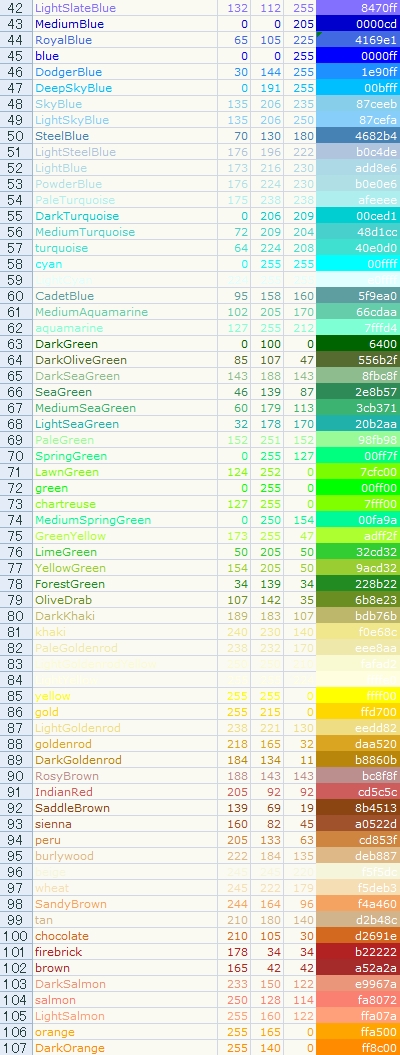 42 LightSlateBlue 132 112 255 8470ff
43 MediumBlue 0 0 205 0000cd
44 RoyalBlue 65 105 225 4169e1
45 blue 0 0 255 0000ff
46 DodgerBlue 30 144 255 1e90ff
47 DeepSkyBlue 0 191 255 00bfff
48 SkyBlue 135 206 235 87ceeb
49 LightSkyBlue 135 206 250 87cefa
50 SteelBlue 70 130 180 4682b4
51 LightSteelBlue 176 196 222 b0c4de
52 LightBlue 173 216 230 add8e6
53 PowderBlue 176 224 230 b0e0e6
54 PaleTurquoise 175 238 238 afeeee
55 DarkTurquoise 0 206 209 00ced1
56 MediumTurquoise 72 209 204 48d1cc
57 turquoise 64 224 208 40e0d0
58 cyan 0 255 255 00ffff
59
60 CadetBlue 95 158 160 5f9ea0
61 MediumAquamarine 102 205 170 66cdaa
62 aquamarine 127 255 212 7fffd4
63 DarkGreen 0 100 0 6400
64 DarkOliveGreen 85 107 47 556b2f
65 DarkSeaGreen 143 188 143 8fbc8f
66 SeaGreen 46 139 87 2e8b57
67 MediumSeaGreen 60 179 113 3cb371
68 LightSeaGreen 32 178 170 20b2aa
69 PaleGreen 152 251 152 98fb98
70 SpringGreen 0 255 127 00ff7f
71 LawnGreen 124 252 0 7cfc00
72 green 0 255 0 00ff00
73 chartreuse 127 255 0 7fff00
74 MediumSpringGreen 0 250 154 00fa9a
75 GreenYellow 173 255 47 adff2f
76 LimeGreen 50 205 50 32cd32
77 YellowGreen 154 205 50 9acd32
78 ForestGreen 34 139 34 228b22
79 OliveDrab 107 142 35 6b8e23
80 DarkKhaki 189 183 107 bdb76b
81 khaki 240 230 140 f0e68c
82 PaleGoldenrod 238 232 170 eee8aa
83 fafad2
84
85 yellow 255 255 0 ffff00
86 gold 255 215 0 ffd700
87 LightGoldenrod 238 221 130 eedd82
88 goldenrod 218 165 32 daa520
89 DarkGoldenrod 184 134 11 b8860b
90 RosyBrown 188 143 143 bc8f8f
91 IndianRed 205 92 92 cd5c5c
92 SaddleBrown 139 69 19 8b4513
93 sienna 160 82 45 a0522d
94 peru 205 133 63 cd853f
95 burlywood 222 184 135 deb887
96 beige 245 245 220 f5f5dc
97 wheat 245 222 179 f5deb3
98 SandyBrown 244 164 96 f4a460
99 tan 210 180 140 d2b48c
100 chocolate 210 105 30 d2691e
101 firebrick 178 34 34 b22222
102 brown 165 42 42 a52a2a
103 DarkSalmon 233 150 122 e9967a
104 salmon 250 128 114 fa8072
105 LightSalmon 255 160 122 ffa07a
106 orange 255 165 0 ffa500
107 DarkOrange 255 140 0 ff8c00